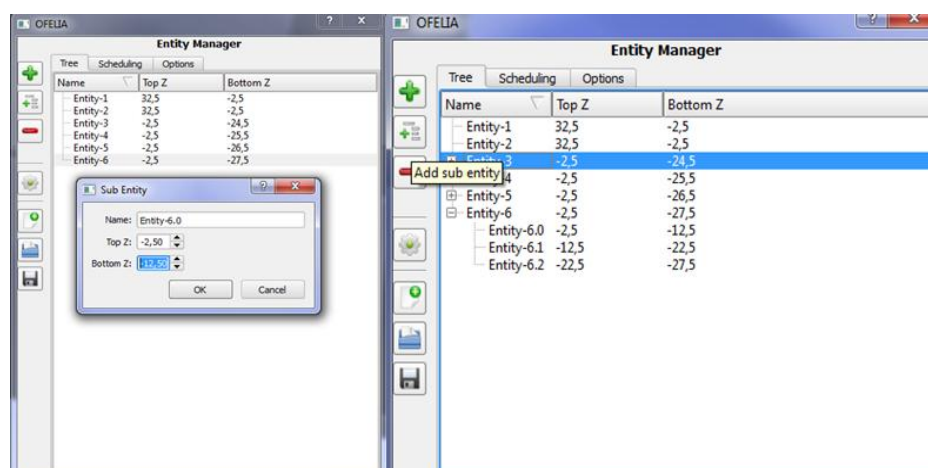 OFELIA
Entity Manager
Tree Scheduling Options
Name Top Z Bottom Z
Entity-1 32,5 -2,5
Entity-2 32,5 -2,5
Entity-3 -2,5 -24,5
Entity-4 -2,5 -25,5
Entity-5 -2,5 -26,5
Entity-6 -2,5 -27,5
Sub Entity
Name: Entity-6.0
Top Z: -2,50
Bottom Z: -12,50
OK Cancel
OFELIA
Entity Manager
Tree Scheduling Options
Name Top Z Bottom Z
Entity-1 32,5 -2,5
Entity-2 32,5 -2,5
Entity-3 -2,5 -24,5
Add sub entity
4 -2,5 -25,5
Entity-5 -2,5 -26,5
Entity-6 -2,5 -27,5
Entity-6.0 -2,5 -12,5
Entity-6.1 -12,5 -22,5
Entity-6.2 -22,5 -27,5